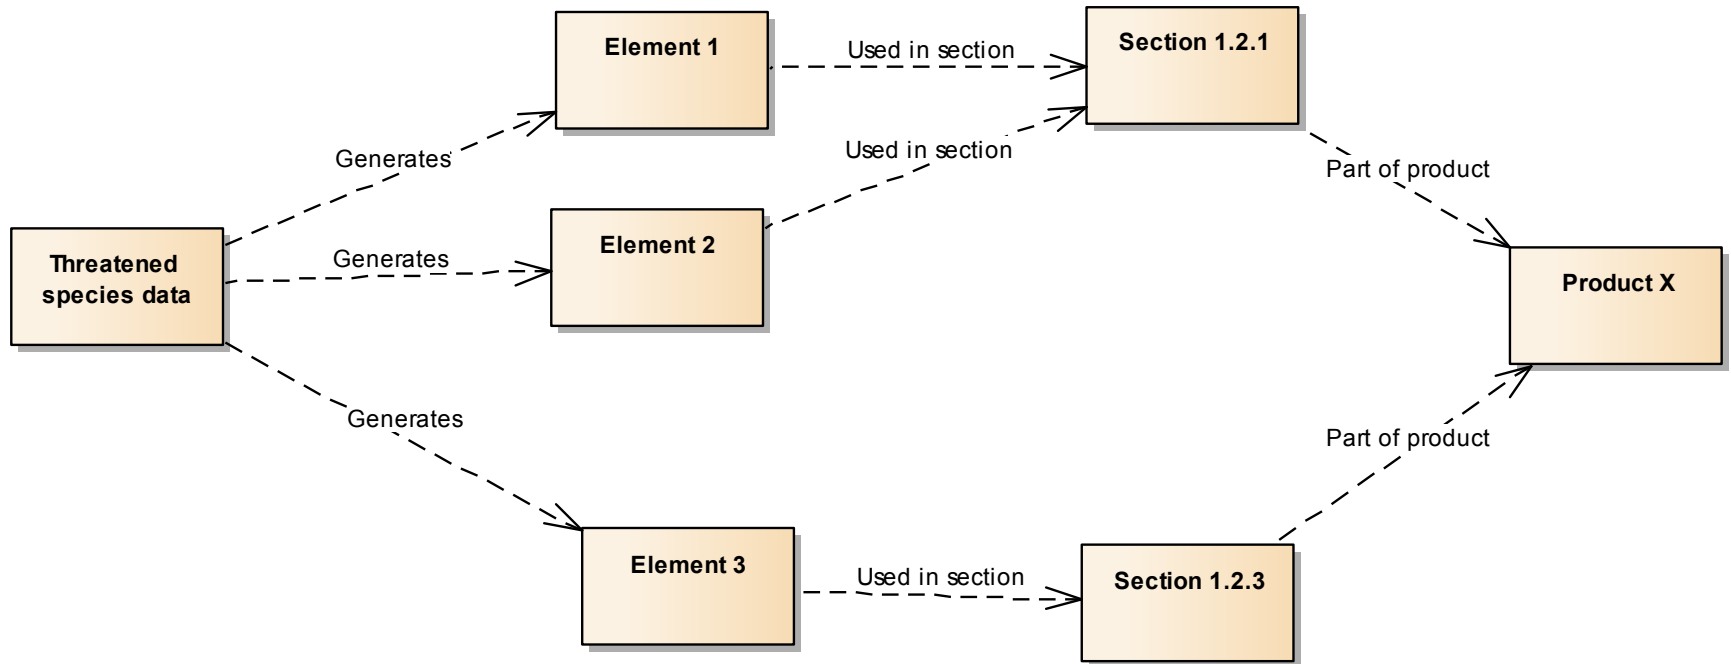 Element 1
Used in section
Section 1.2.1
Generates
Used in section
Part of product
Element 2
Generates
Threatened
species data
Product X
Generates
Part of product
Element 3
Used in section
Section 1.2.3